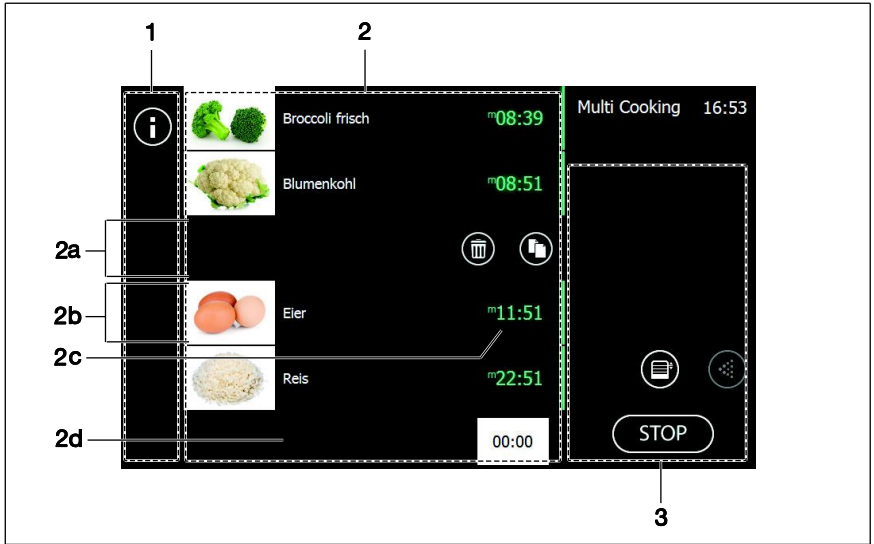 1 2
Broccoli frisch m08:39 Multi Cooking 16:53
i
Blumenkohl m08:51
2a
2b Eier m11:51
2c
Reis m22:51
2d 00:00 STOP
3